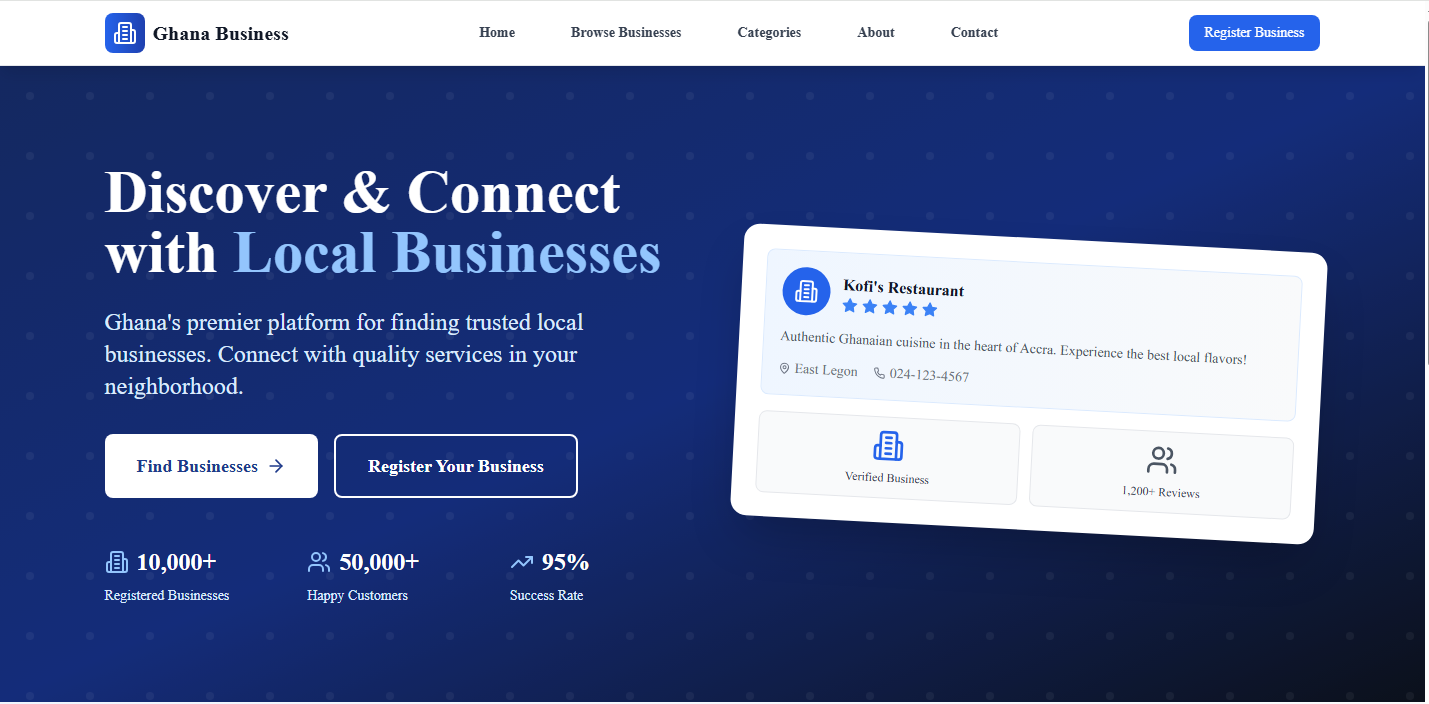 Ghana Business
Home
Browse Businesses
Categories
About
Contact
Register Business
Discover & Connect
with Local Businesses
Ghana's premier platform for finding trusted local
businesses. Connect with quality services in your
neighborhood.
Find Businesses
Register Your Business
10,000+
Registered Businesses
50,000+
Happy Customers
95%
Success Rate
Kofi's Restaurant
Authentic Ghanaian cuisine in the heart of Accra. Experience the best local flavors!
East Legon
024-123-4567
Verified Business
1,200+ Reviews